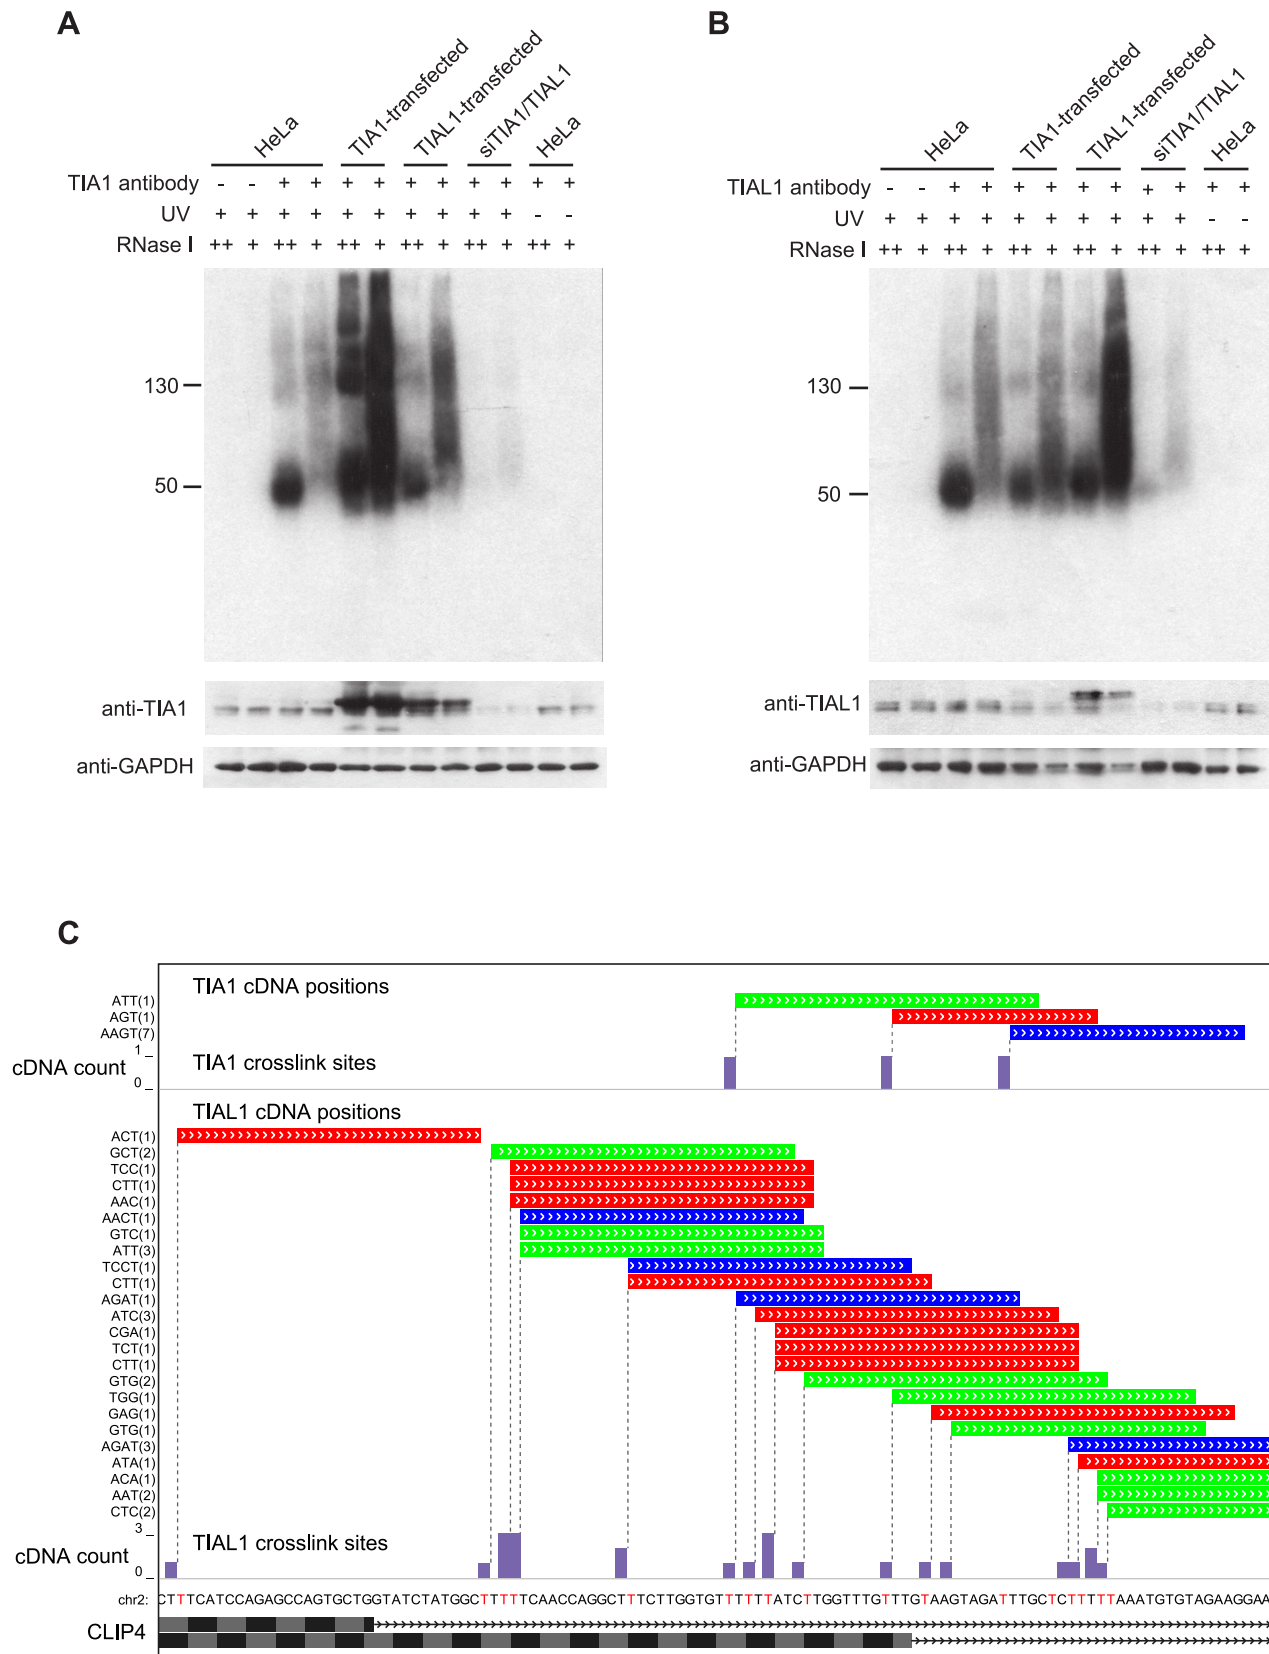 A
HeLa
TIA1-transfected
TIAL1-transfected
siTIA1/TIAL1
HeLa
TIA1 antibody - - + + + + + + + + + +
UV + + + + + + + + + + - -
RNase I ++ + ++ + ++ + ++ + ++ + ++ +
130
50
anti-TIA1
anti-GAPDH
B
HeLa
TIA1-transfected
TIAL1-transfected
siTIA1/TIAL1
HeLa
TIAL1 antibody - - + + + + + + + + + +
UV + + + + + + + + + + - -
RNase I ++ + ++ + ++ + ++ + ++ + ++ +
130
50
anti-TIAL1
anti-GAPDH
C
TIA1 cDNA positions
ATT(1)
AGT(1)
AAGT(7)
cDNA count
1
0
TIA1 crosslink sites
TIAL1 cDNA positions
ACT(1)
GCT(2)
TCC(1)
CTT(1)
AAC(1)
AACT(1)
GTC(1)
ATT(3)
TCCT(1)
CTT(1)
AGAT(1)
ATC(3)
CGA(1)
TCT(1)
CTT(1)
GTG(2)
TGG(1)
GAG(1)
GTG(1)
AGAT(3)
ATA(1)
ACA(1)
AAT(2)
CTC(2)
cDNA count
3
0
TIAL1 crosslink sites
chr2: CTTTCATCCAGAGCCAGTGCTGGTATCTATGGCTTTTTCAACCAGGCTTTCTTGGTGTTTTTTATCTTGGTTTGTTTGTAAGTAGATTTGCTCTTTTTAAATGTGTAGAAGGAA
CLIP4